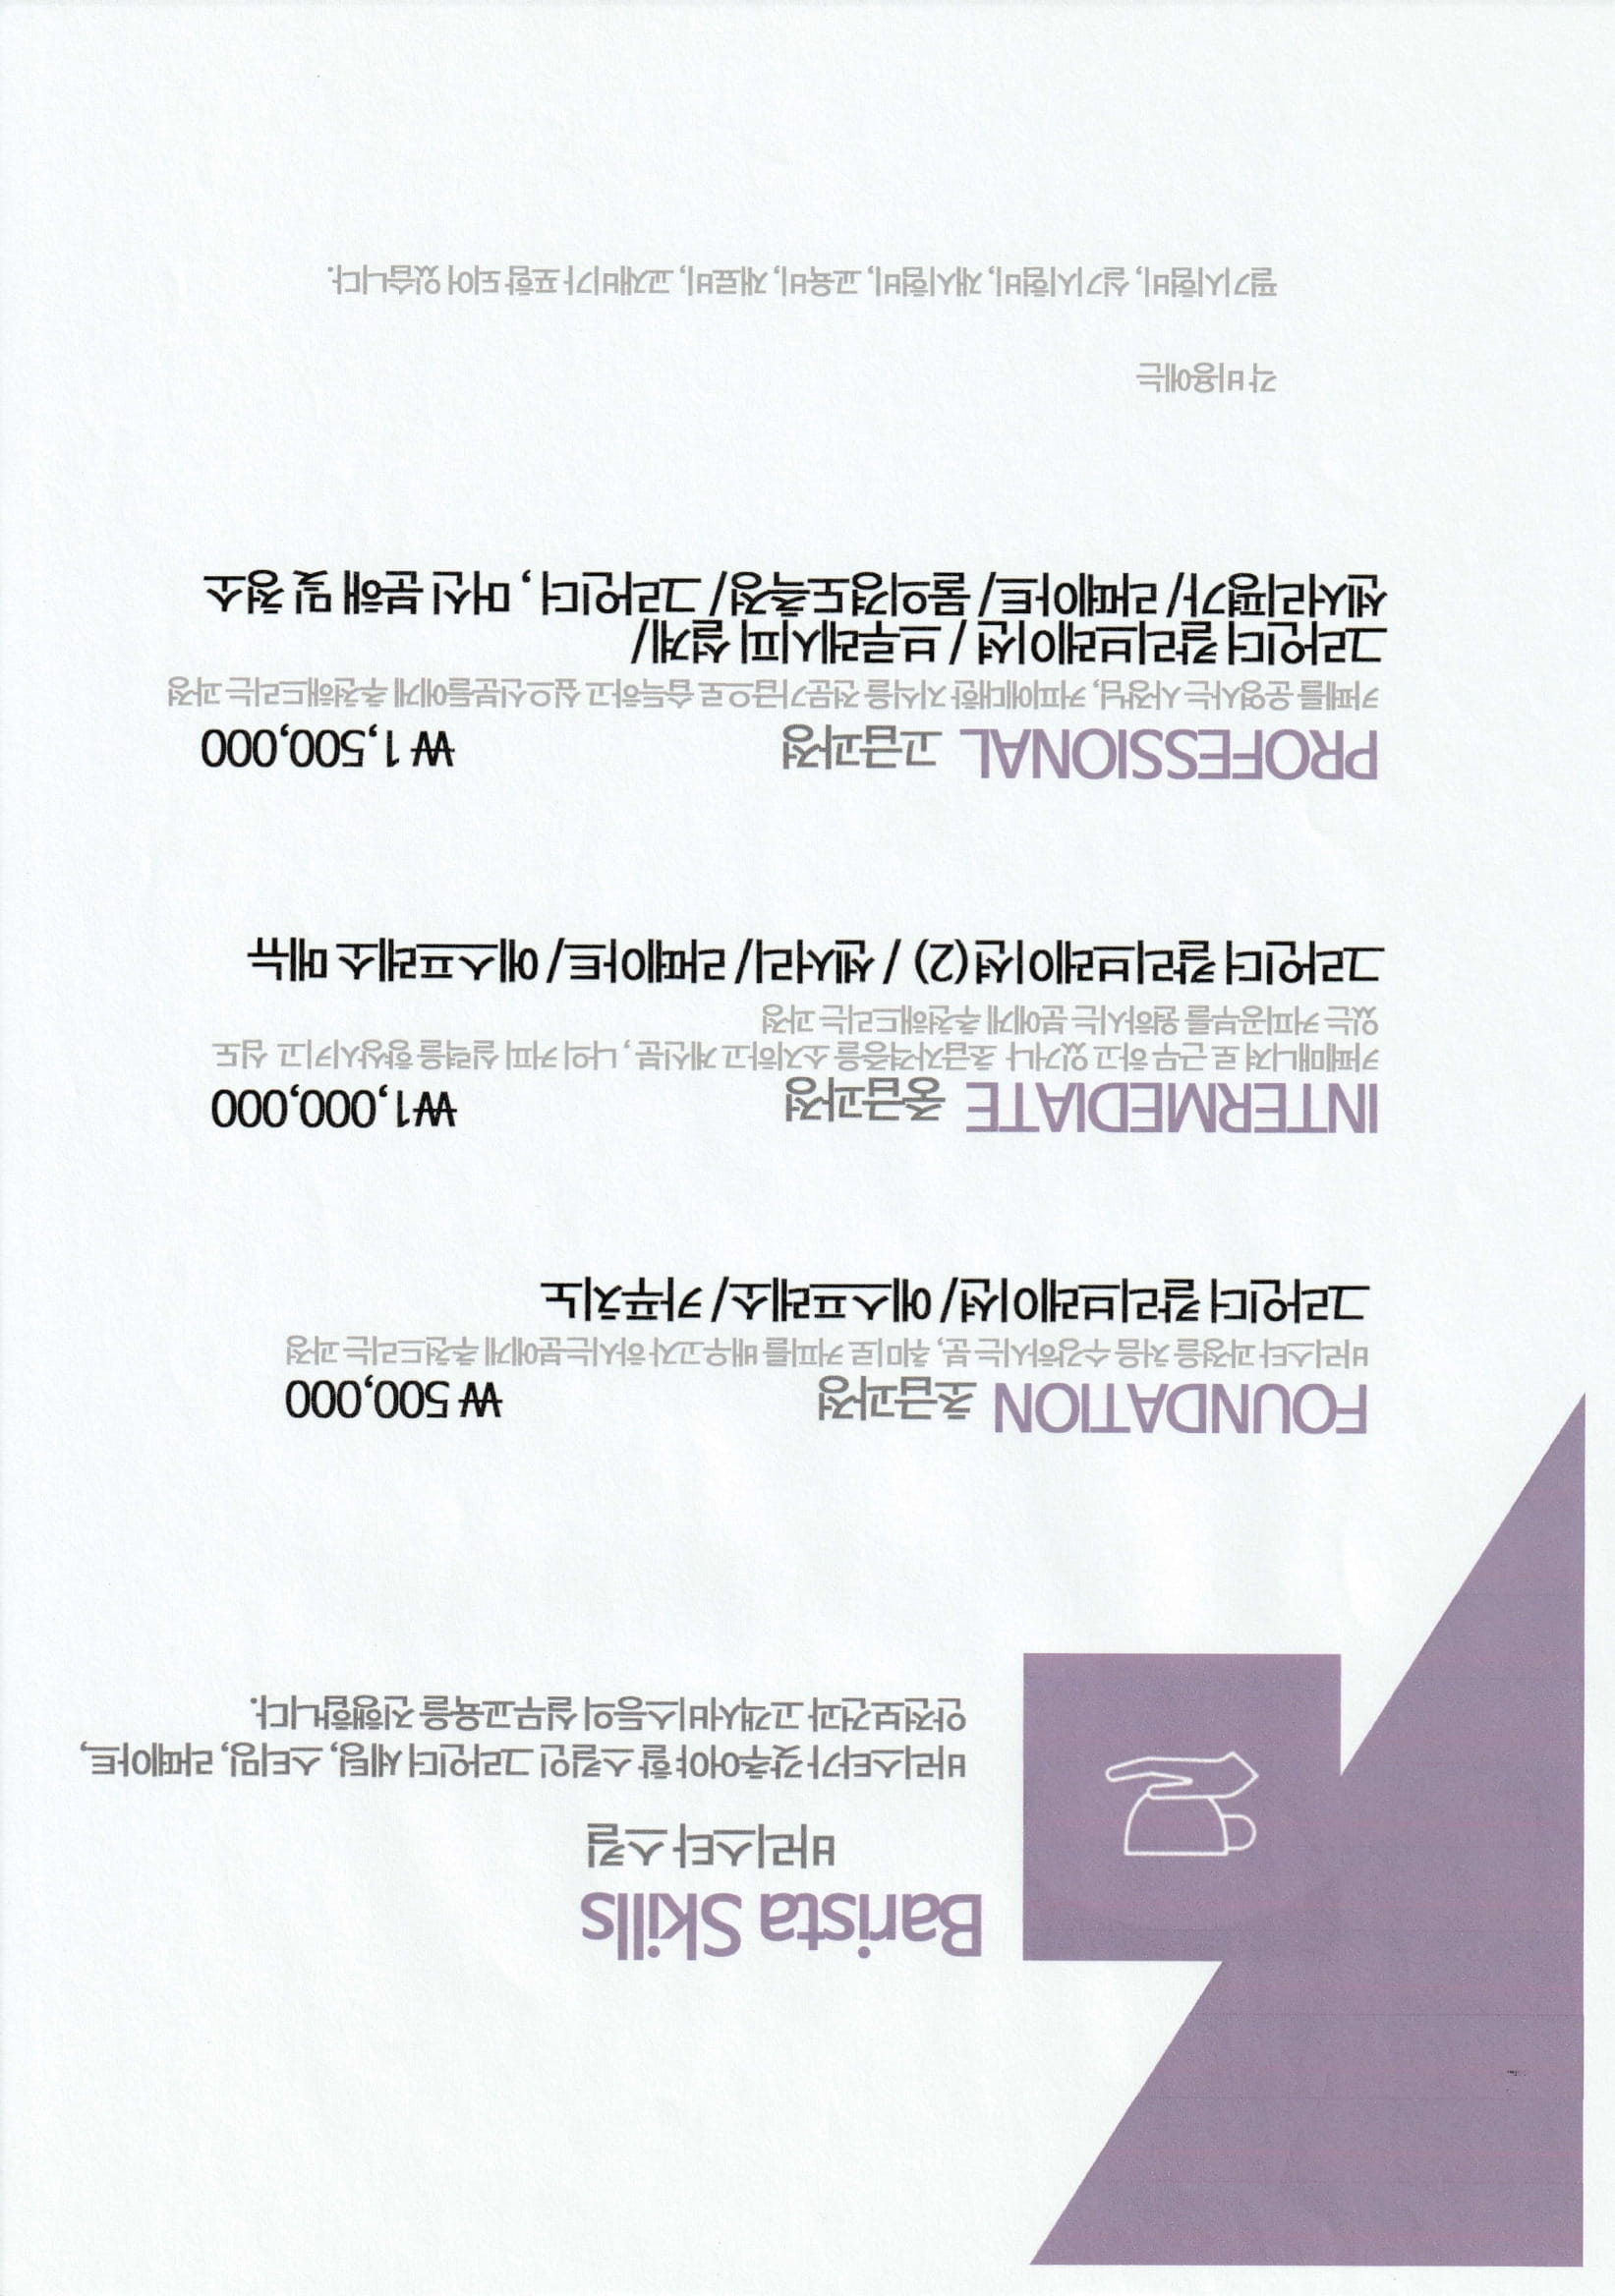 Barista Skills
바리스타 스킬
바리스타가 갖추어야 할 스킬인 그라인더 세팅, 스티밍, 라떼아트,
안전보건과 고객서비스등의 실무교육을 진행합니다.
FOUNDATION 초급과정 ₩ 500,000
바리스타 과정을 처음 수강하시는 분, 취미로 커피를 배우고자 하시는분에게 추천드리는 과정
그라인더 칼리브레이션/ 에스프레소/ 카푸치노
INTERMEDIATE 중급과정 ₩1,000,000
카페매니져 로 근무 하고 있거나 초급자격증을 소지하고 계신분 , 나의 커피 실력을 향상시키고 심도
있는 커피공부를 원하시는 분에게 추천해드리는 과정
그라인더 칼리브레이션(2) / 센서리/ 라떼아트/ 에스프레소 메뉴
PROFESSIONAL 고급과정 ₩ 1,500,000
카페를 운영사는 사장님, 커피에대한 지식을 전문가급으로 습득하고 싶으신분들에게 추천해드리는 과정
그라인더 칼리브레이션 / 브루레시피 설계/
센서리평가/ 라떼아트/ 물의경도측정/ 그라인더 , 머신 분해 및 청소
각 비용에는
필기시험비, 실기시험비, 재시험비, 교육비, 재료비, 교재비가 포함 되어 있습니다.